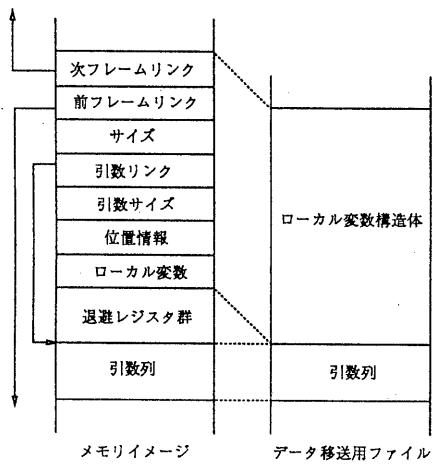 次フレームリンク
前フレームリンク
サイズ
引数リンク
引数サイズ
位置情報
ローカル変数
退避レジスタ群
引数列
メモリイメージ
ローカル変数構造体
引数列
データ移送用ファイル